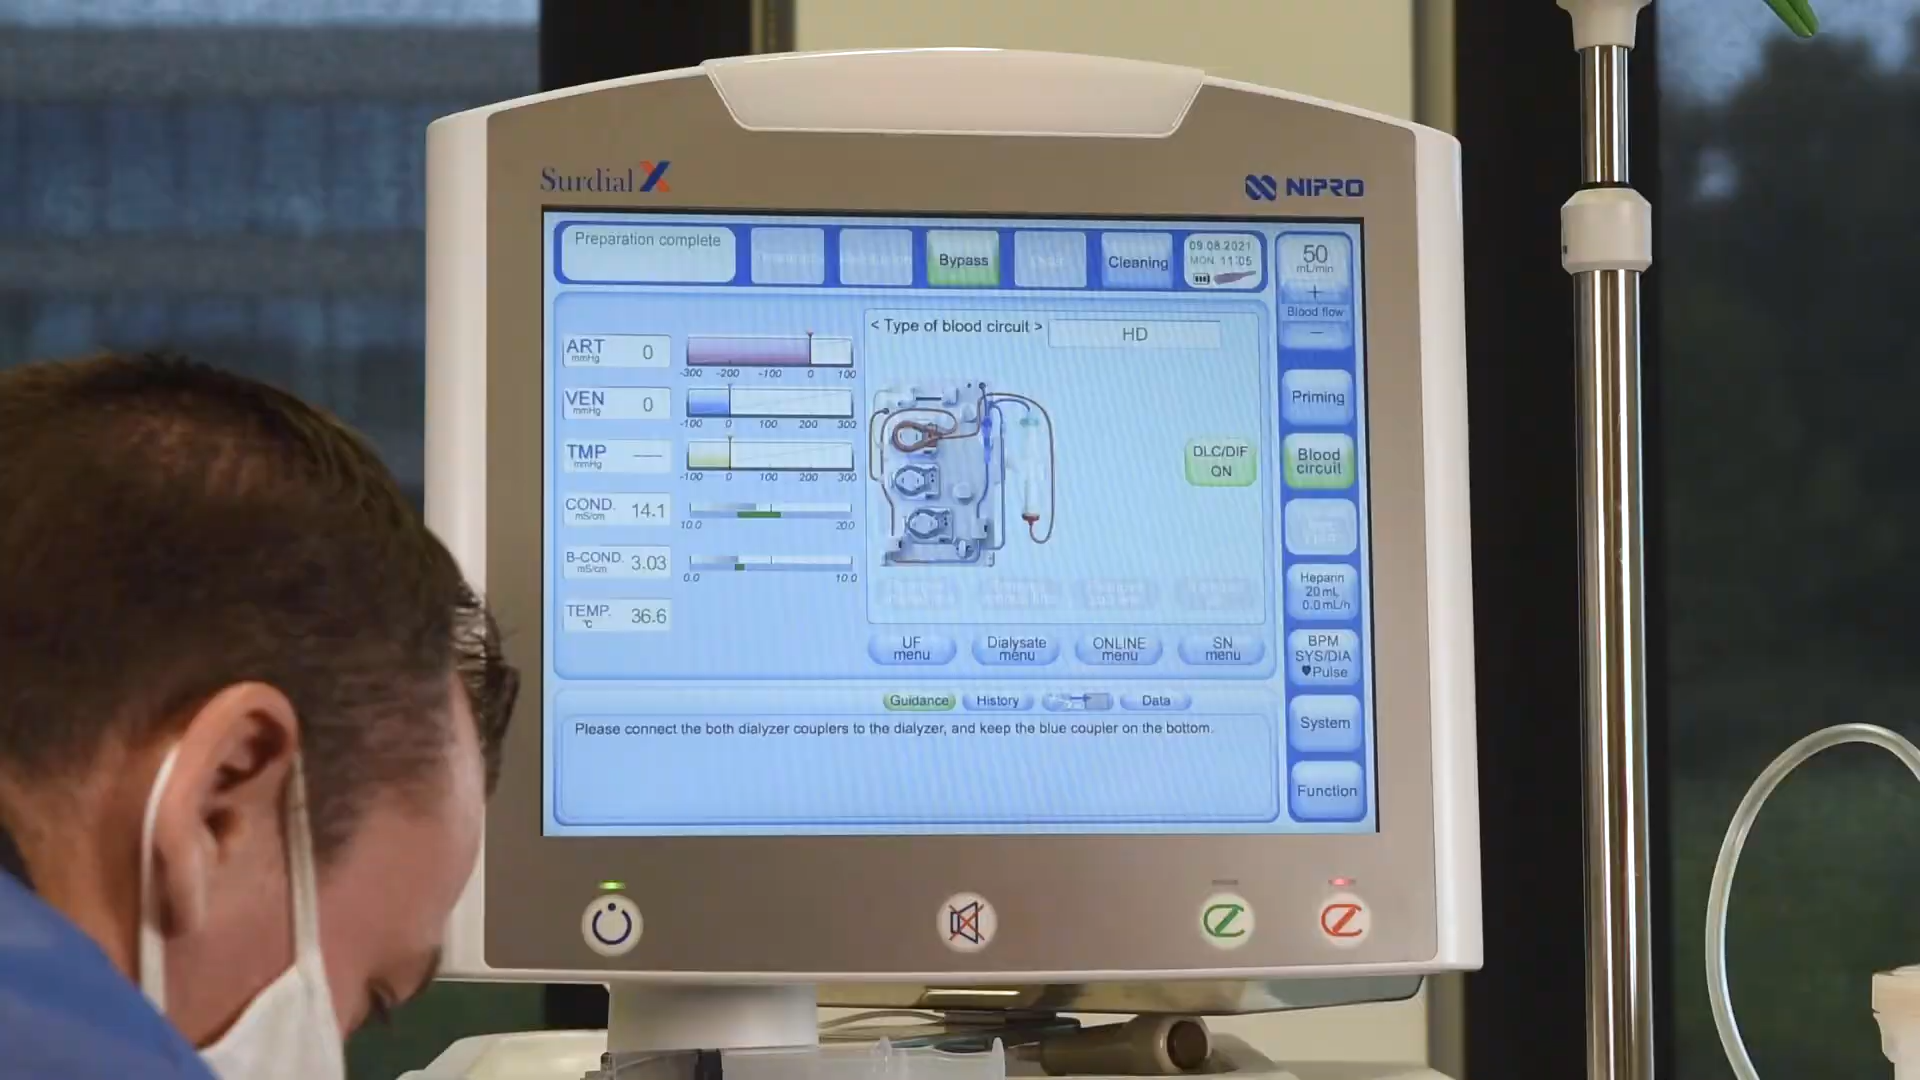 Surdial X
NIPRO
Preparation complete
Bypass
Cleaning
09.08.2021
MON. 11:05
50
mL/min
+
Blood flow
−
ART
mmHg
0
-300 -200 -100 0 100
VEN
mmHg
0
-100 0 100 200 300
TMP
mmHg
-100 0 100 200 300
COND.
mS/cm
14.1
10.0 20.0
B-COND.
mS/cm
3.03
0.0 10.0
TEMP.
℃
36.6
< Type of blood circuit >
HD
DLC/DIF
ON
UF
menu
Dialysate
menu
ONLINE
menu
SN
menu
Priming
Blood
circuit
Heparin
20 mL
0.0 mL/h
BPM
SYS/DIA
♥Pulse
System
Function
Guidance History Data
Please connect the both dialyzer couplers to the dialyzer, and keep the blue coupler on the bottom.